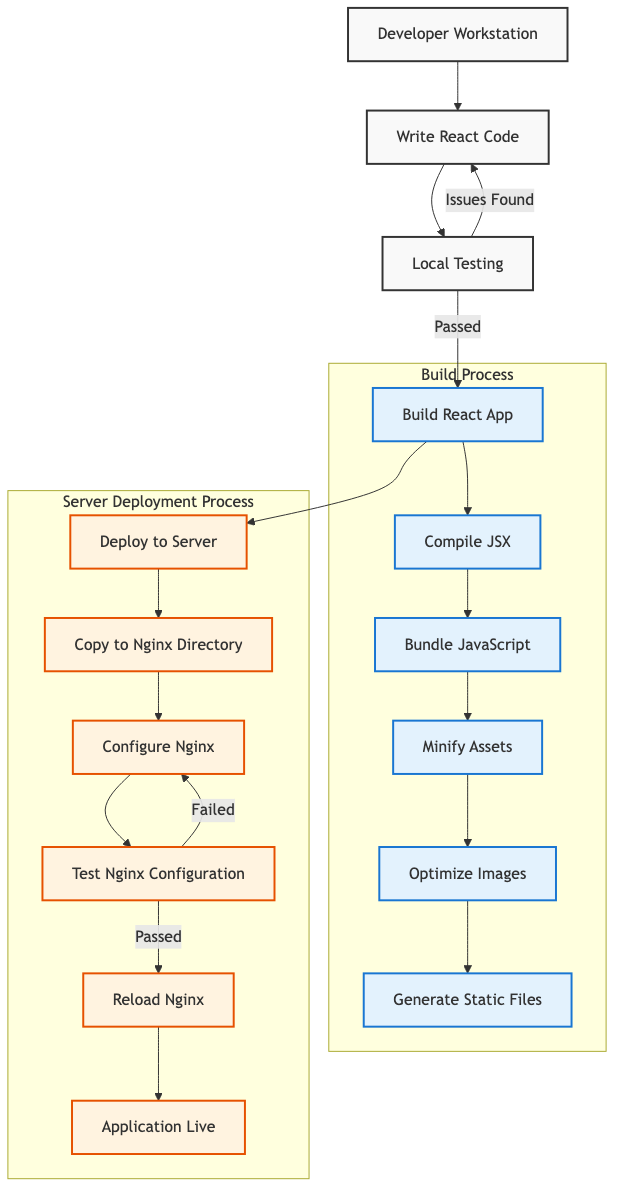 Developer Workstation
Write React Code
Issues Found
Local Testing
Passed
Build Process
Build React App
Server Deployment Process
Deploy to Server
Compile JSX
Copy to Nginx Directory
Bundle JavaScript
Configure Nginx
Minify Assets
Failed
Test Nginx Configuration
Optimize Images
Passed
Reload Nginx
Generate Static Files
Application Live